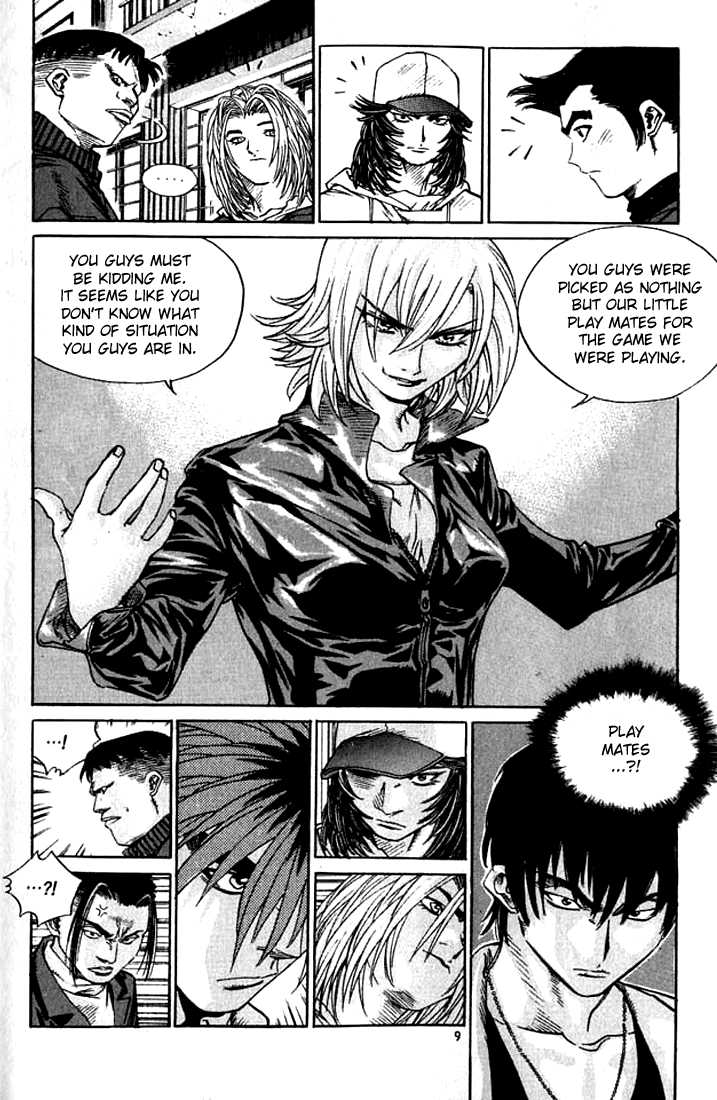 ....
YOU GUYS MUST
BE KIDDING ME.
IT SEEMS LIKE YOU
DON'T KNOW WHAT
KIND OF SITUATION
YOU GUYS ARE IN.
YOU GUYS WERE
PICKED AS NOTHING
BUT OUR LITTLE
PLAY MATES FOR
THE GAME WE
WERE PLAYING.
...!
...?!
PLAY
MATES
...?!
9